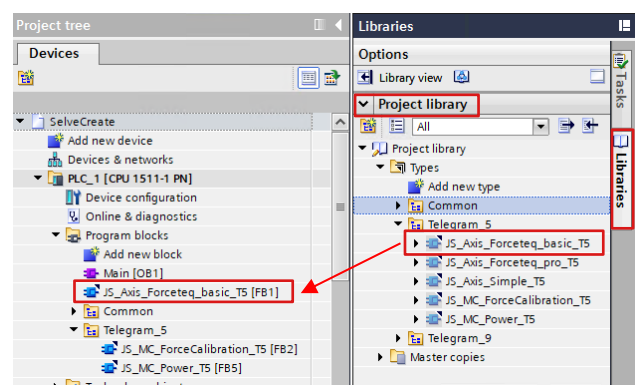 Project tree
Devices
SelveCreate
Add new device
Devices & networks
PLC_1 [CPU 1511-1 PN]
Device configuration
Online & diagnostics
Program blocks
Add new block
Main [OB1]
JS_Axis_Forceteq_basic_T5 [FB1]
Common
Telegram_5
JS_MC_ForceCalibration_T5 [FB2]
JS_MC_Power_T5 [FB5]
Libraries
Options
Library view
Project library
All
Project library
Types
Add new type
Common
Telegram_5
JS_Axis_Forceteq_basic_T5
JS_Axis_Forceteq_pro_T5
JS_Axis_Simple_T5
JS_MC_ForceCalibration_T5
JS_MC_Power_T5
Telegram_9
Master copies
Tasks
Libraries